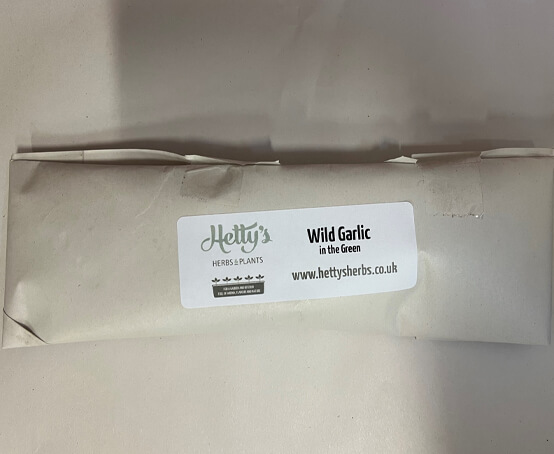 Hetty's
HERBS & PLANTS
Wild Garlic
in the Green
www.hettysherbs.co.uk